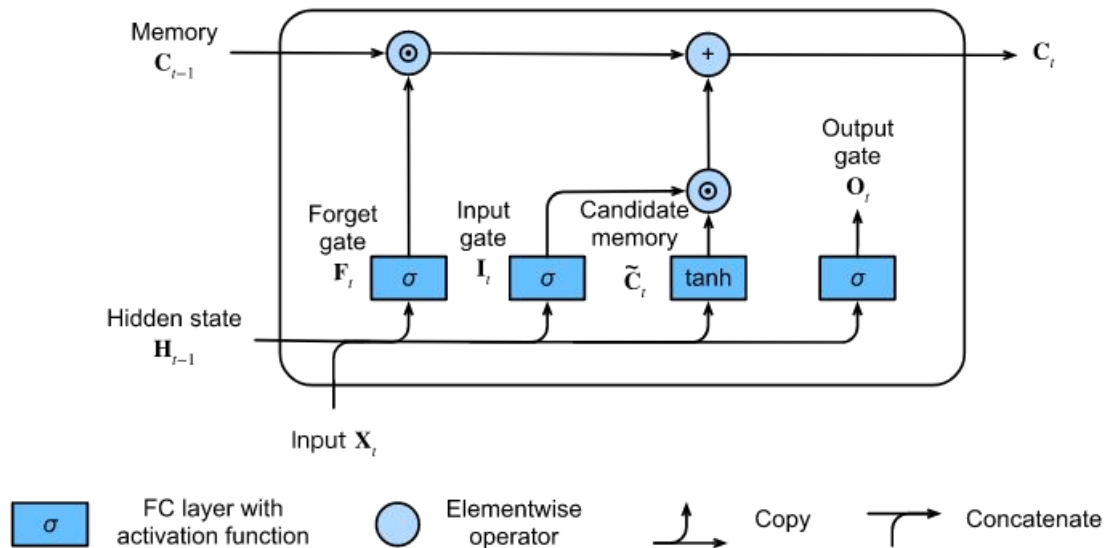 Memory
C_{t−1}
⊙
+
C_t
Output
gate
O_t
⊙
Forget
gate
F_t
Input
gate
I_t
Candidate
memory
C̃_t
σ
σ
tanh
σ
Hidden state
H_{t−1}
Input X_t
σ
FC layer with
activation function
Elementwise
operator
Copy
Concatenate